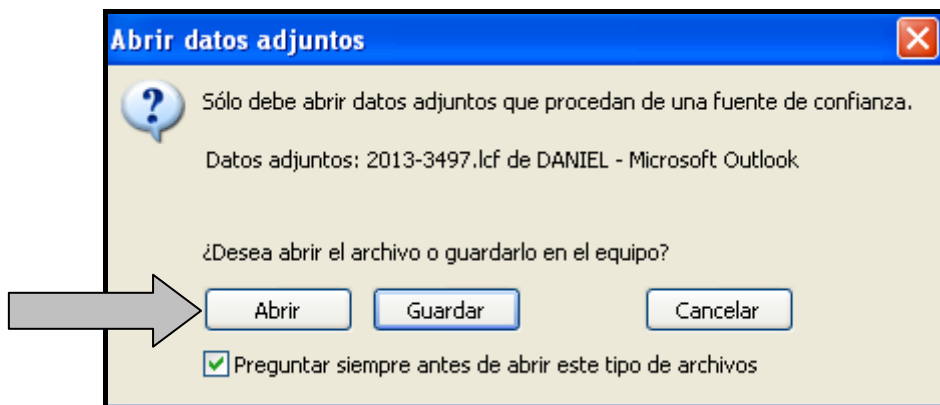 Abrir datos adjuntos
Sólo debe abrir datos adjuntos que procedan de una fuente de confianza.
Datos adjuntos: 2013-3497.lcf de DANIEL - Microsoft Outlook
¿Desea abrir el archivo o guardarlo en el equipo?
Abrir Guardar Cancelar
Preguntar siempre antes de abrir este tipo de archivos